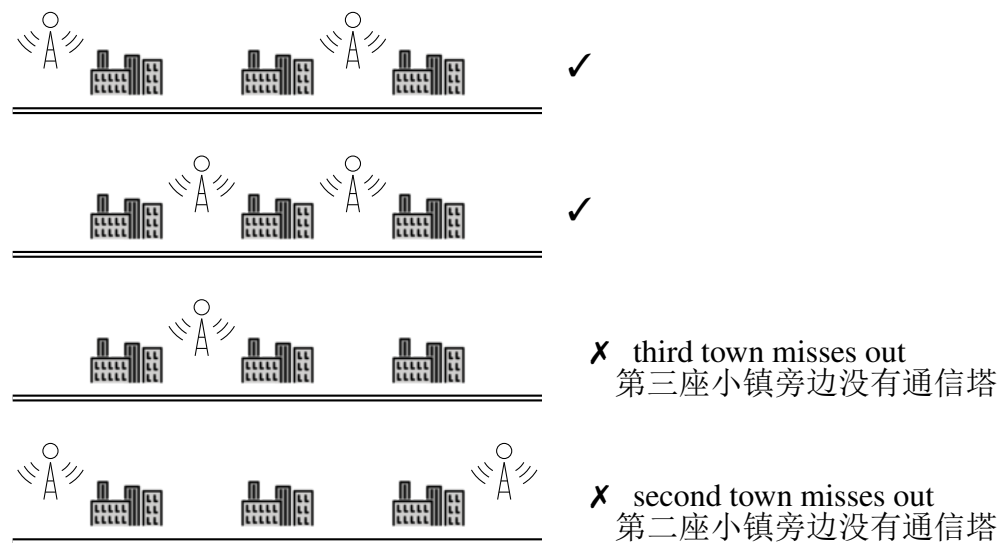 ✓
✓
✗ third town misses out
第三座小镇旁边没有通信塔
✗ second town misses out
第二座小镇旁边没有通信塔